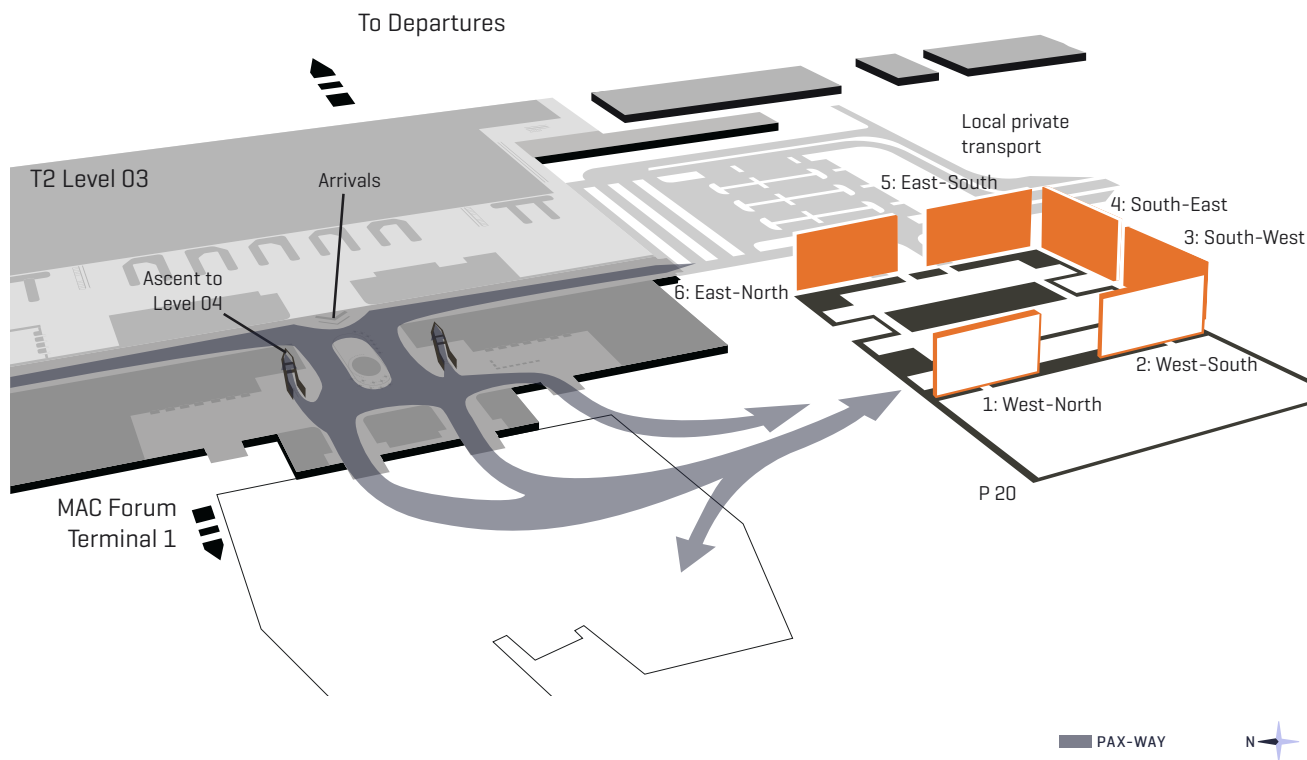 To Departures
Local private
transport
T2 Level 03
Arrivals
5: East-South
4: South-East
3: South-West
Ascent to
Level 04
6: East-North
2: West-South
1: West-North
P 20
MAC Forum
Terminal 1
PAX-WAY
N